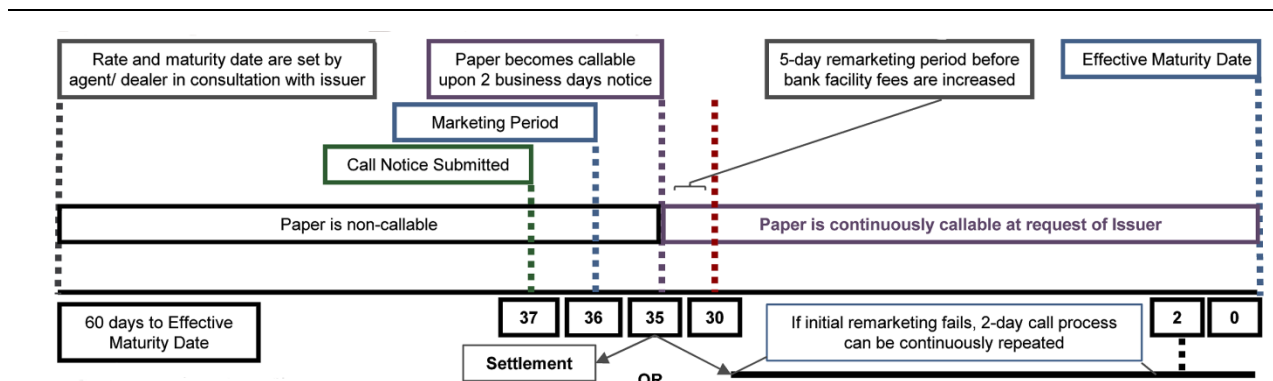 Rate and maturity date are set by
agent/ dealer in consultation with issuer
Paper becomes callable
upon 2 business days notice
5-day remarketing period before
bank facility fees are increased
Effective Maturity Date
Marketing Period
Call Notice Submitted
Paper is non-callable
Paper is continuously callable at request of Issuer
60 days to Effective
Maturity Date
37
36
35
30
If initial remarketing fails, 2-day call process
can be continuously repeated
2
0
Settlement
OR